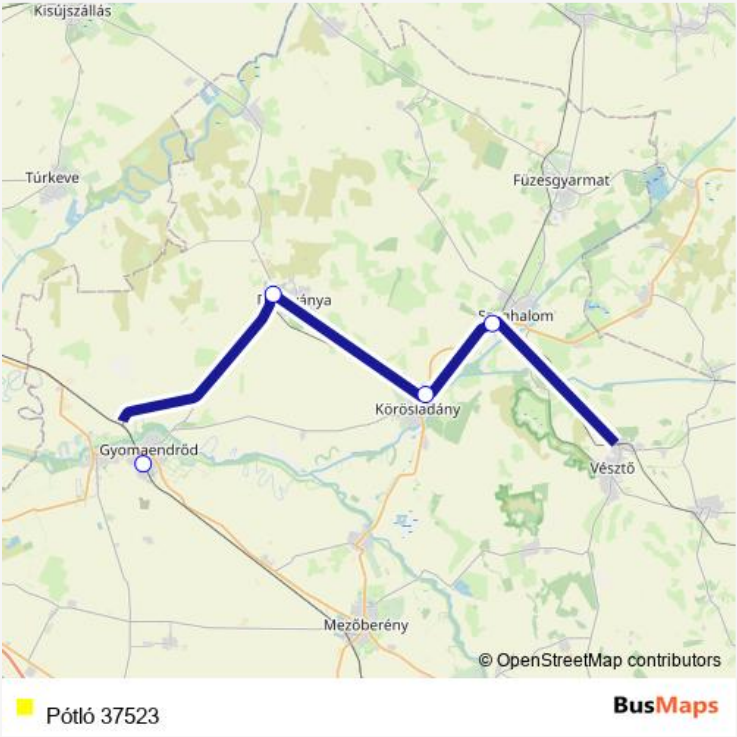 Kisújszállás
Túrkeve
Füzesgyarmat
Körösladány
Gyomaendrőd
Vésztő
Mezőberény
© OpenStreetMap contributors
Pótló 37523
BusMaps